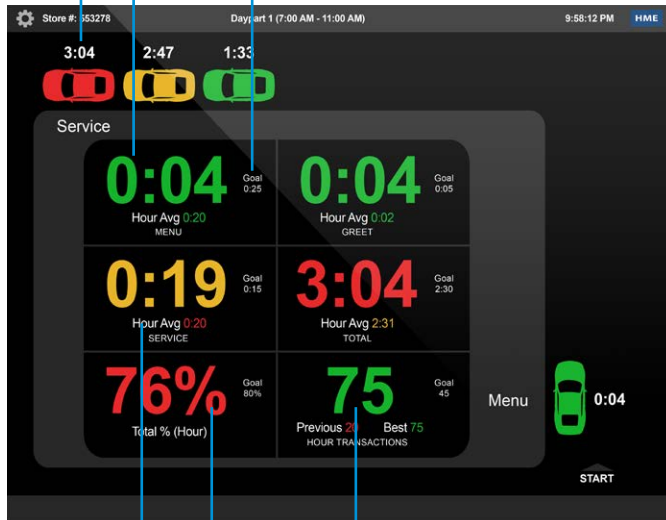 Store #: 553278 Daypart 1 (7:00 AM - 11:00 AM) 9:58:12 PM HME
3:04 2:47 1:33
Service
0:04 Goal 0:25
Hour Avg 0:20
MENU
0:04 Goal 0:05
Hour Avg 0:02
GREET
0:19 Goal 0:15
Hour Avg 0:20
SERVICE
3:04 Goal 2:30
Hour Avg 2:31
TOTAL
76% Goal 80%
Total % (Hour)
75 Goal 45
Previous 20 Best 75
HOUR TRANSACTIONS
Menu 0:04
START